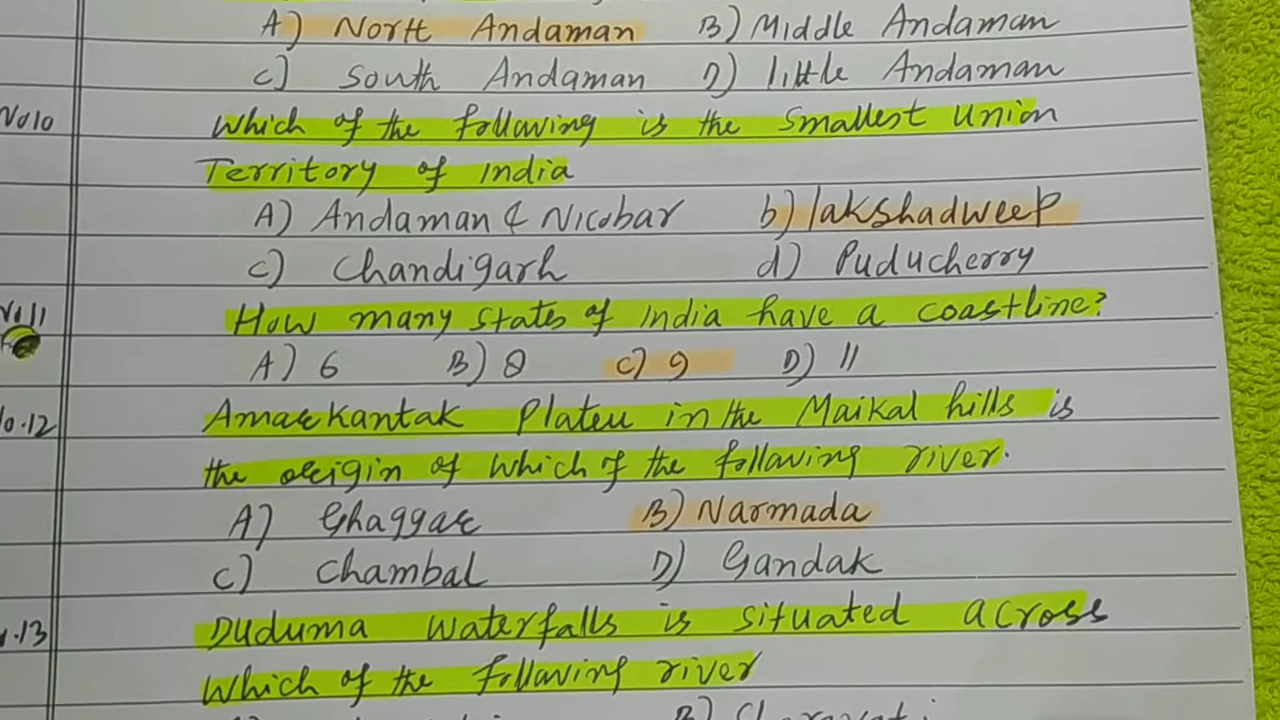 A) North Andaman B) Middle Andaman
C) South Andaman D) little Andaman
No10 Which of the following is the Smallest Union
Territory of India
A) Andaman & Nicobar b) lakshadweep
c) Chandigarh d) Puducherry
No11 How many states of India have a coastline?
A) 6 B) 8 C) 9 D) 11
o.12 Amarkantak Plateu in the Maikal hills is
the origin of which of the following river.
A) Ghaggar B) Narmada
C) Chambal D) Gandak
.13 Duduma waterfalls is situated across
which of the following river